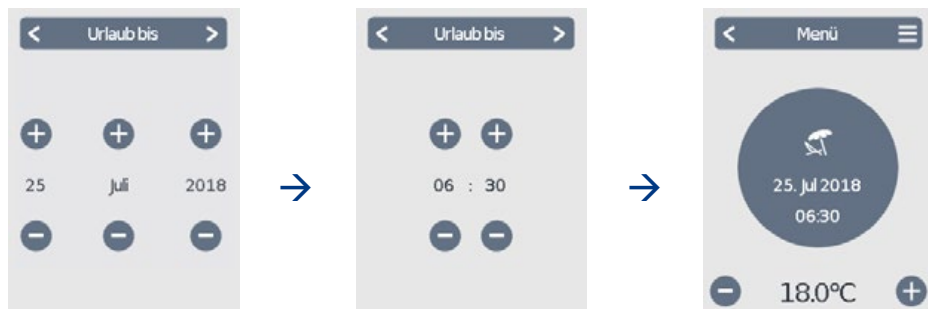 < Urlaub bis >
+ + +
25 Juli 2018
- - -
→
< Urlaub bis >
+ +
06 : 30
- -
→
< Menü ☰
25. Jul 2018
06:30
- 18.0°C +